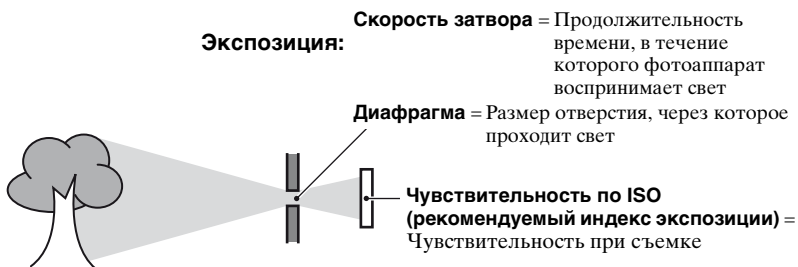 Экспозиция:
Скорость затвора = Продолжительность
времени, в течение
которого фотоаппарат
воспринимает свет
Диафрагма = Размер отверстия, через которое
проходит свет
Чувствительность по ISO
(рекомендуемый индекс экспозиции) =
Чувствительность при съемке